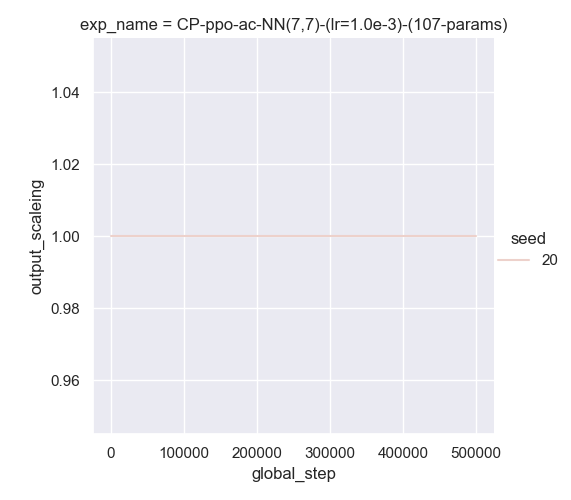 exp_name = CP-ppo-ac-NN(7,7)-(lr=1.0e-3)-(107-params)
1.04
1.02
1.00
0.98
0.96
output_scaleing
0 100000 200000 300000 400000 500000
global_step
seed
20